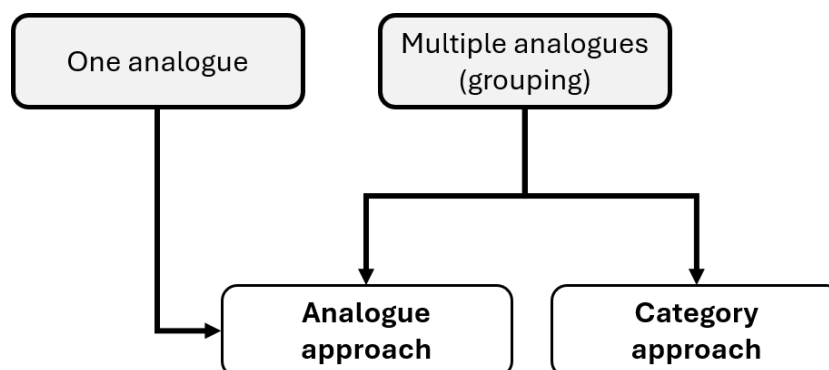 One analogue
Multiple analogues
(grouping)
Analogue
approach
Category
approach